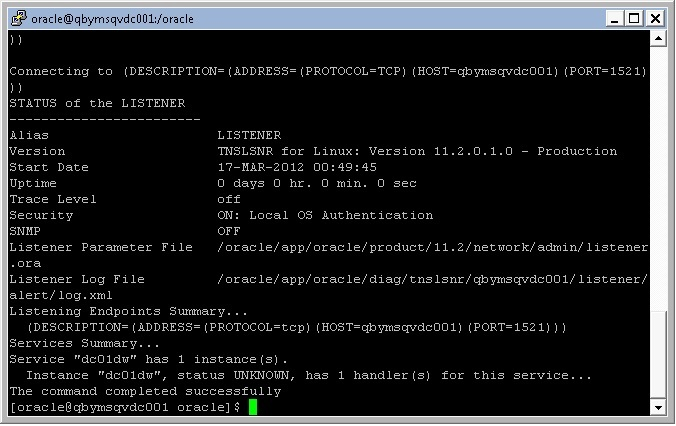 oracle@qbymsqvdc001:/oracle
))
Connecting to (DESCRIPTION=(ADDRESS=(PROTOCOL=TCP)(HOST=qbymsqvdc001)(PORT=1521)
))
STATUS of the LISTENER
------------------------
Alias                     LISTENER
Version                   TNSLSNR for Linux: Version 11.2.0.1.0 - Production
Start Date                17-MAR-2012 00:49:45
Uptime                    0 days 0 hr. 0 min. 0 sec
Trace Level               off
Security                  ON: Local OS Authentication
SNMP                      OFF
Listener Parameter File   /oracle/app/oracle/product/11.2/network/admin/listener
.ora
Listener Log File         /oracle/app/oracle/diag/tnslsnr/qbymsqvdc001/listener/
alert/log.xml
Listening Endpoints Summary...
  (DESCRIPTION=(ADDRESS=(PROTOCOL=tcp)(HOST=qbymsqvdc001)(PORT=1521)))
Services Summary...
Service "dc01dw" has 1 instance(s).
  Instance "dc01dw", status UNKNOWN, has 1 handler(s) for this service...
The command completed successfully
[oracle@qbymsqvdc001 oracle]$